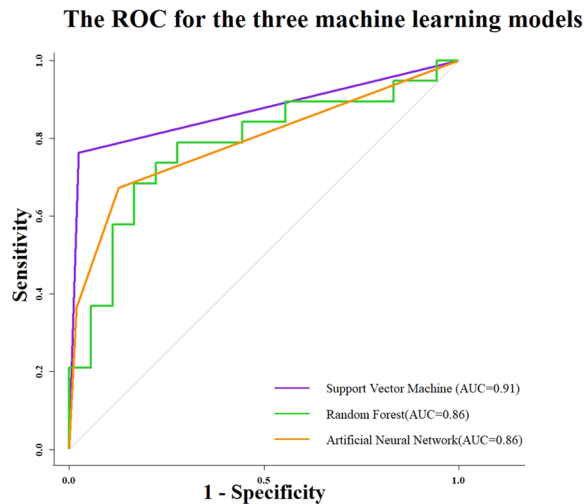 The ROC for the three machine learning models
1.0
0.8
0.6
0.4
0.2
0.0
Sensitivity
Support Vector Machine (AUC=0.91)
Random Forest(AUC=0.86)
Artificial Neural Network(AUC=0.86)
0.0 0.5 1.0
1 - Specificity